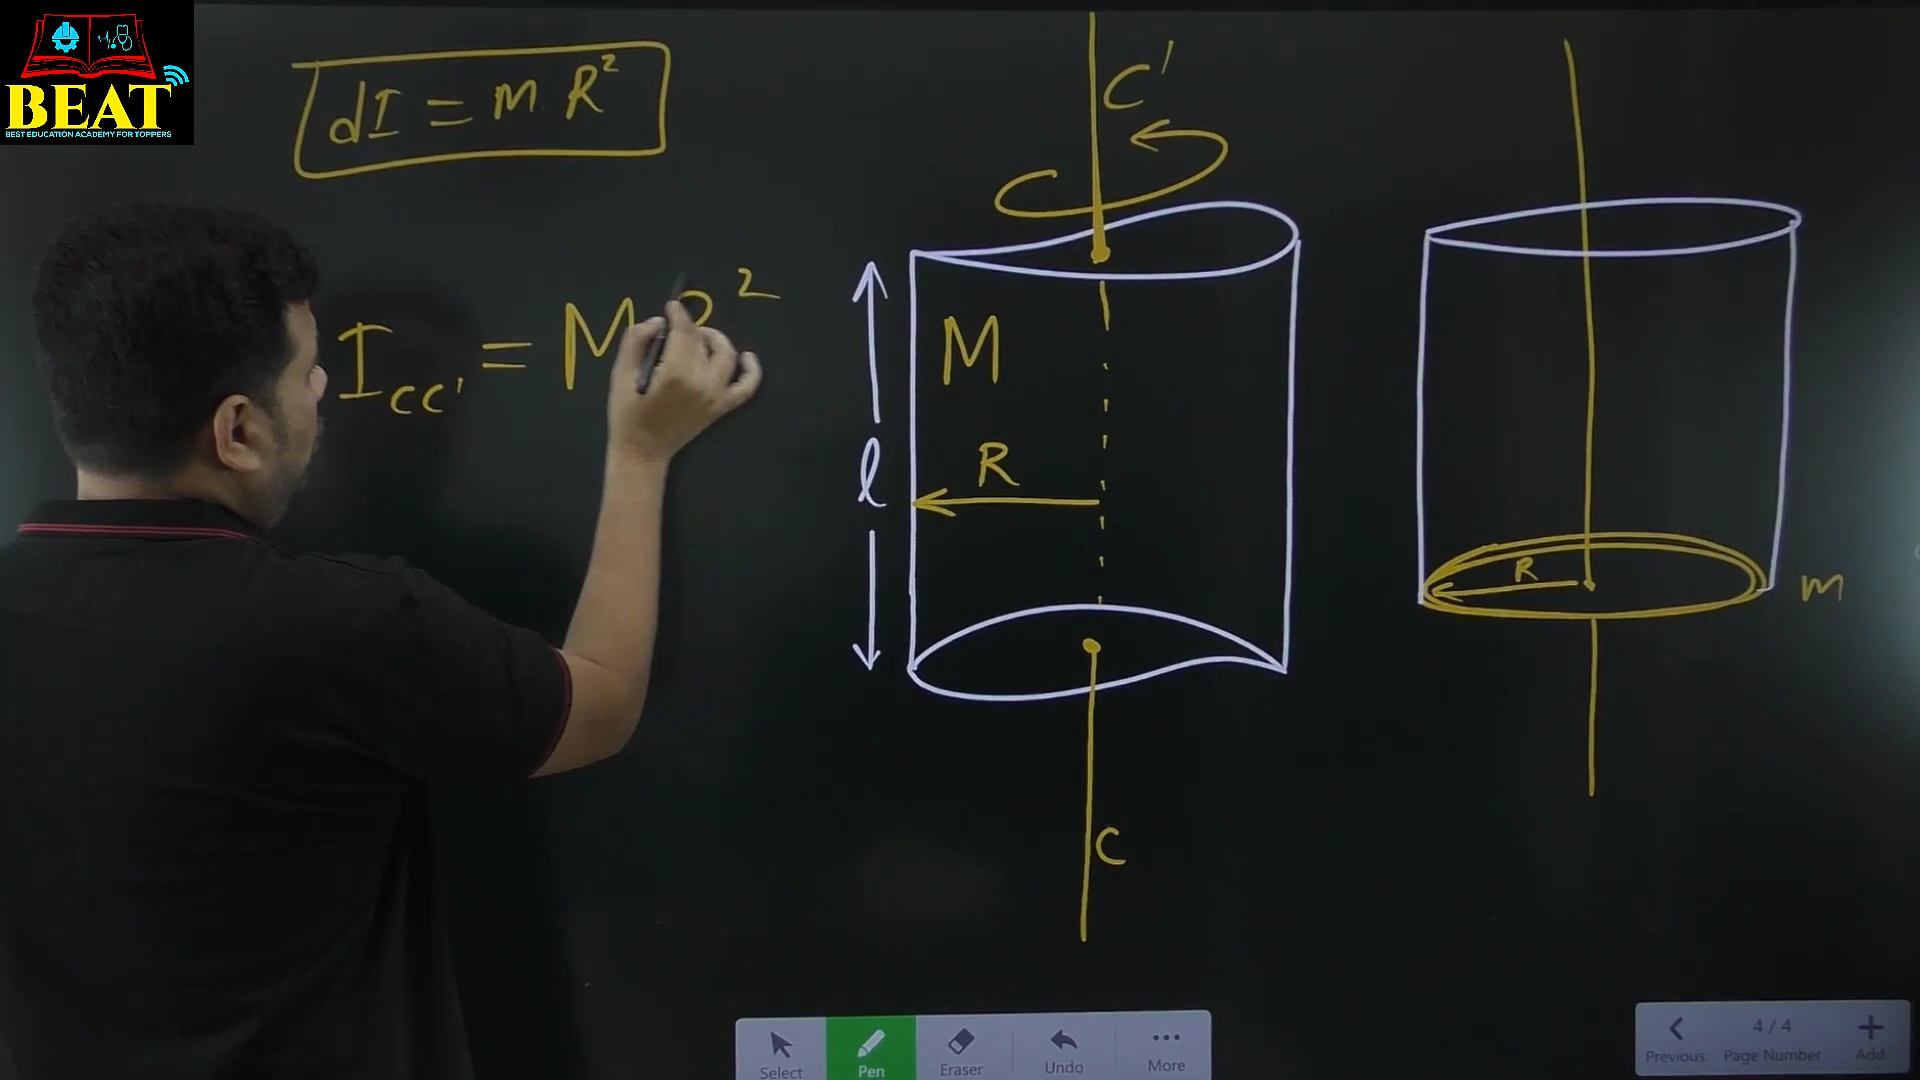 BEAT
BEST EDUCATION ACADEMY FOR TOPPERS
dI = m R²
I_CC' = M R²
C'
M
R
l
C
R
m
Select
Pen
Eraser
Undo
More
Previous
4 / 4
Page Number
Add